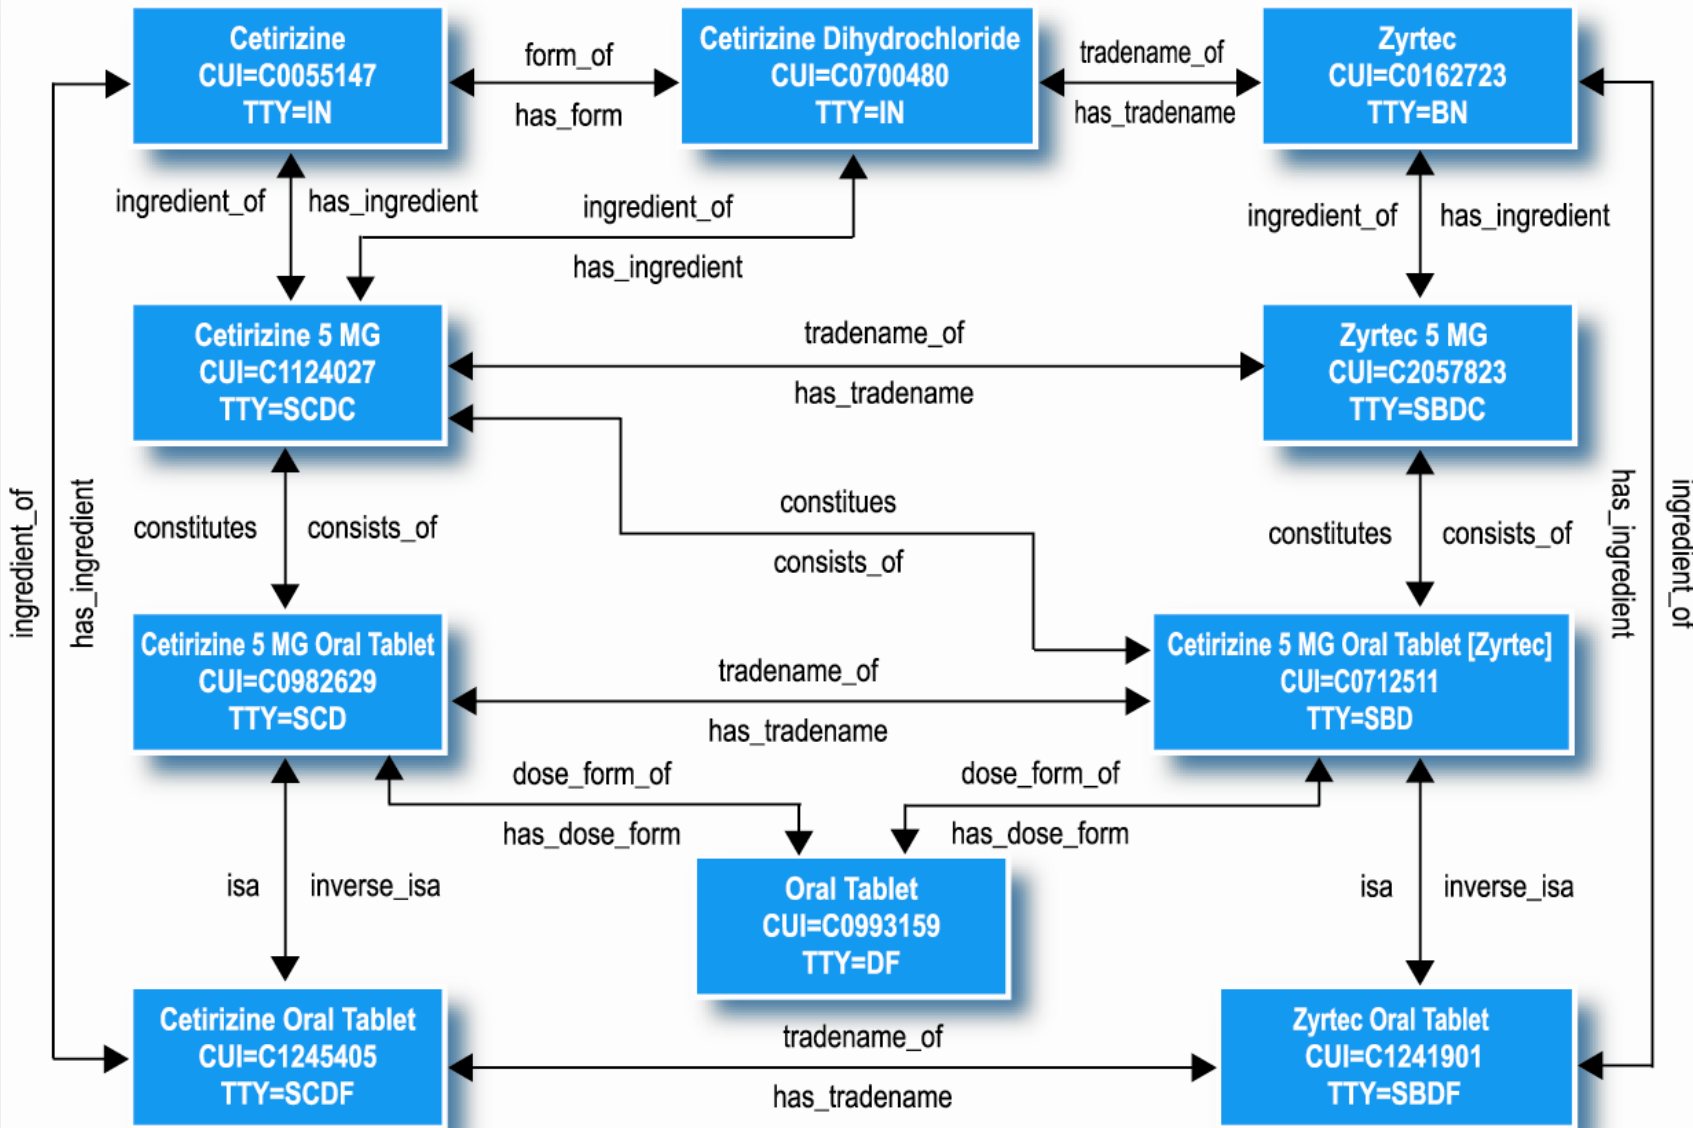 Cetirizine
CUI=C0055147
TTY=IN
form_of
has_form
Cetirizine Dihydrochloride
CUI=C0700480
TTY=IN
tradename_of
has_tradename
Zyrtec
CUI=C0162723
TTY=BN
ingredient_of
has_ingredient
ingredient_of
has_ingredient
ingredient_of
has_ingredient
Cetirizine 5 MG
CUI=C1124027
TTY=SCDC
tradename_of
has_tradename
Zyrtec 5 MG
CUI=C2057823
TTY=SBDC
ingredient_of
has_ingredient
constitutes
consists_of
constitues
consists_of
constitutes
consists_of
has_ingredient
ingredient_of
Cetirizine 5 MG Oral Tablet
CUI=C0982629
TTY=SCD
tradename_of
has_tradename
Cetirizine 5 MG Oral Tablet [Zyrtec]
CUI=C0712511
TTY=SBD
dose_form_of
has_dose_form
dose_form_of
has_dose_form
isa
inverse_isa
Oral Tablet
CUI=C0993159
TTY=DF
isa
inverse_isa
Cetirizine Oral Tablet
CUI=C1245405
TTY=SCDF
tradename_of
has_tradename
Zyrtec Oral Tablet
CUI=C1241901
TTY=SBDF